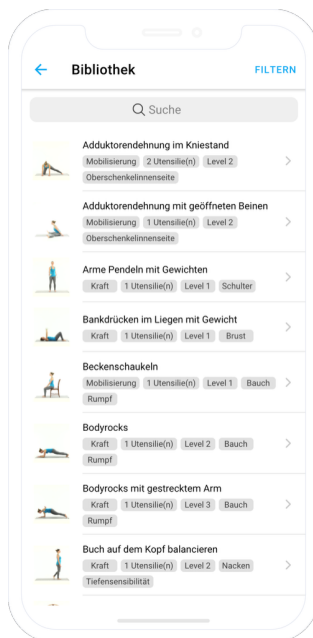 Bibliothek FILTERN
Suche
Adduktorendehnung im Kniestand
Mobilisierung 2 Utensilie(n) Level 2
Oberschenkelinnenseite
Adduktorendehnung mit geöffneten Beinen
Mobilisierung 1 Utensilie(n) Level 2
Oberschenkelinnenseite
Arme Pendeln mit Gewichten
Kraft 1 Utensilie(n) Level 1 Schulter
Bankdrücken im Liegen mit Gewicht
Kraft 1 Utensilie(n) Level 1 Brust
Beckenschaukeln
Mobilisierung 1 Utensilie(n) Level 1 Bauch
Rumpf
Bodyrocks
Kraft 1 Utensilie(n) Level 2 Bauch
Rumpf
Bodyrocks mit gestrecktem Arm
Kraft 1 Utensilie(n) Level 3 Bauch
Rumpf
Buch auf dem Kopf balancieren
Kraft 1 Utensilie(n) Level 2 Nacken
Tiefensensibilität